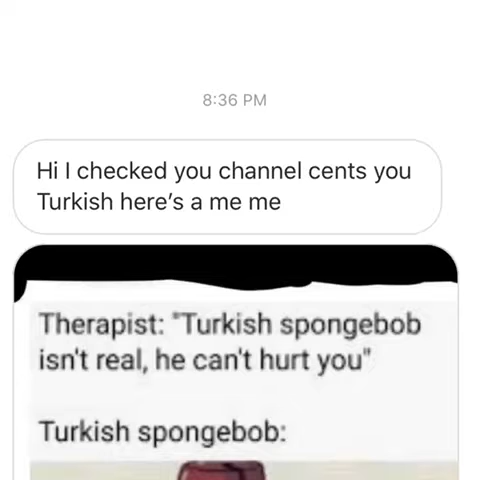 8:36 PM
Hi I checked you channel cents you
Turkish here's a me me
Therapist: "Turkish spongebob
isn't real, he can't hurt you"
Turkish spongebob: